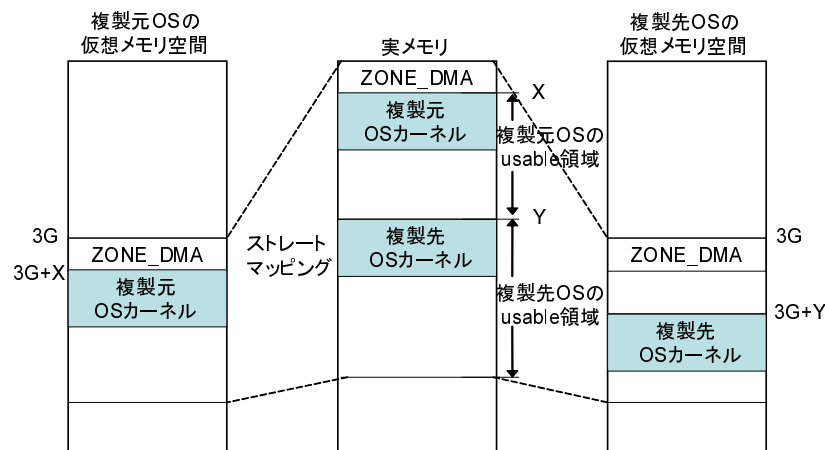 複製元OSの
仮想メモリ空間
実メモリ
複製先OSの
仮想メモリ空間
ZONE_DMA
X
複製元
OSカーネル
複製元OSの
usable領域
Y
3G
ZONE_DMA
3G+X
複製元
OSカーネル
ストレート
マッピング
複製先
OSカーネル
複製先OSの
usable領域
3G
ZONE_DMA
3G+Y
複製先
OSカーネル